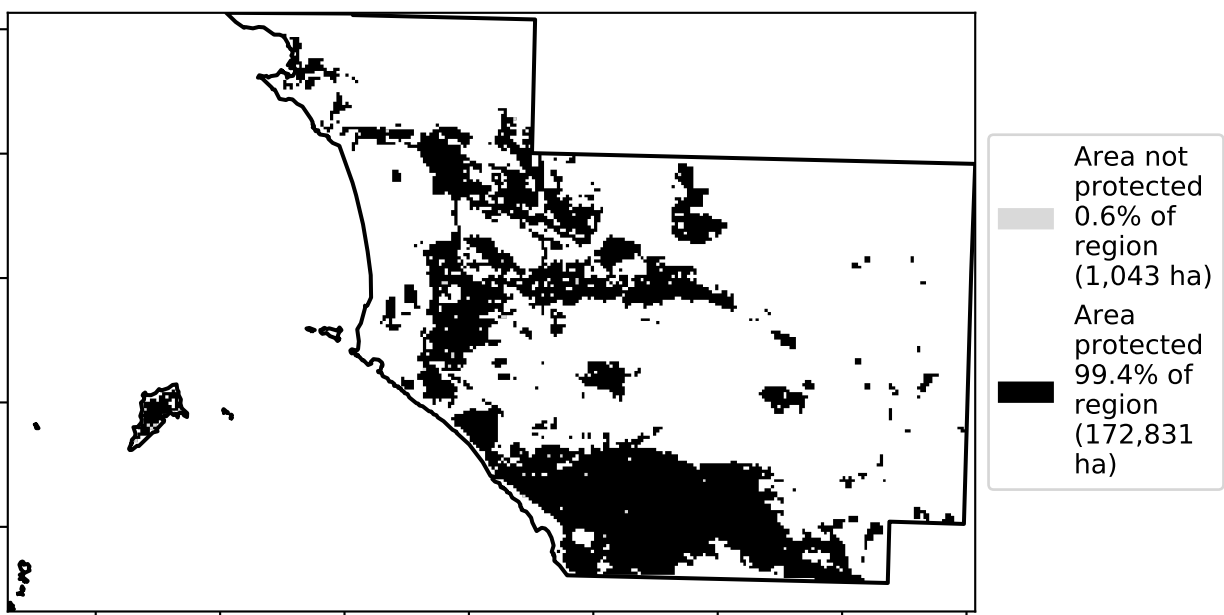 Area not
protected
0.6% of
region
(1,043 ha)
Area
protected
99.4% of
region
(172,831
ha)